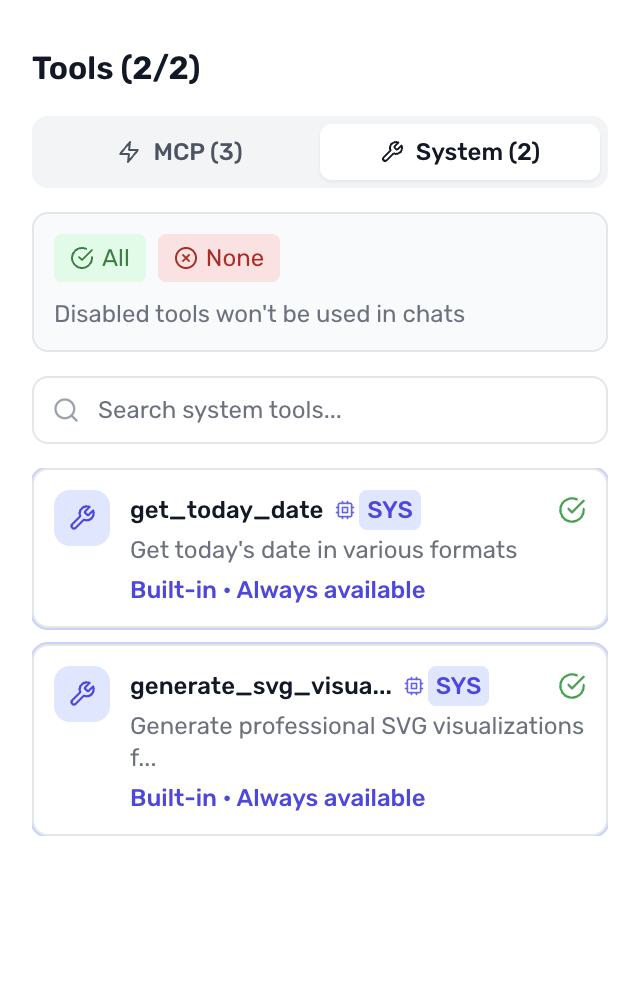 Tools (2/2)
MCP (3)
System (2)
All
None
Disabled tools won't be used in chats
Search system tools...
get_today_date SYS
Get today's date in various formats
Built-in • Always available
generate_svg_visua... SYS
Generate professional SVG visualizations
f...
Built-in • Always available